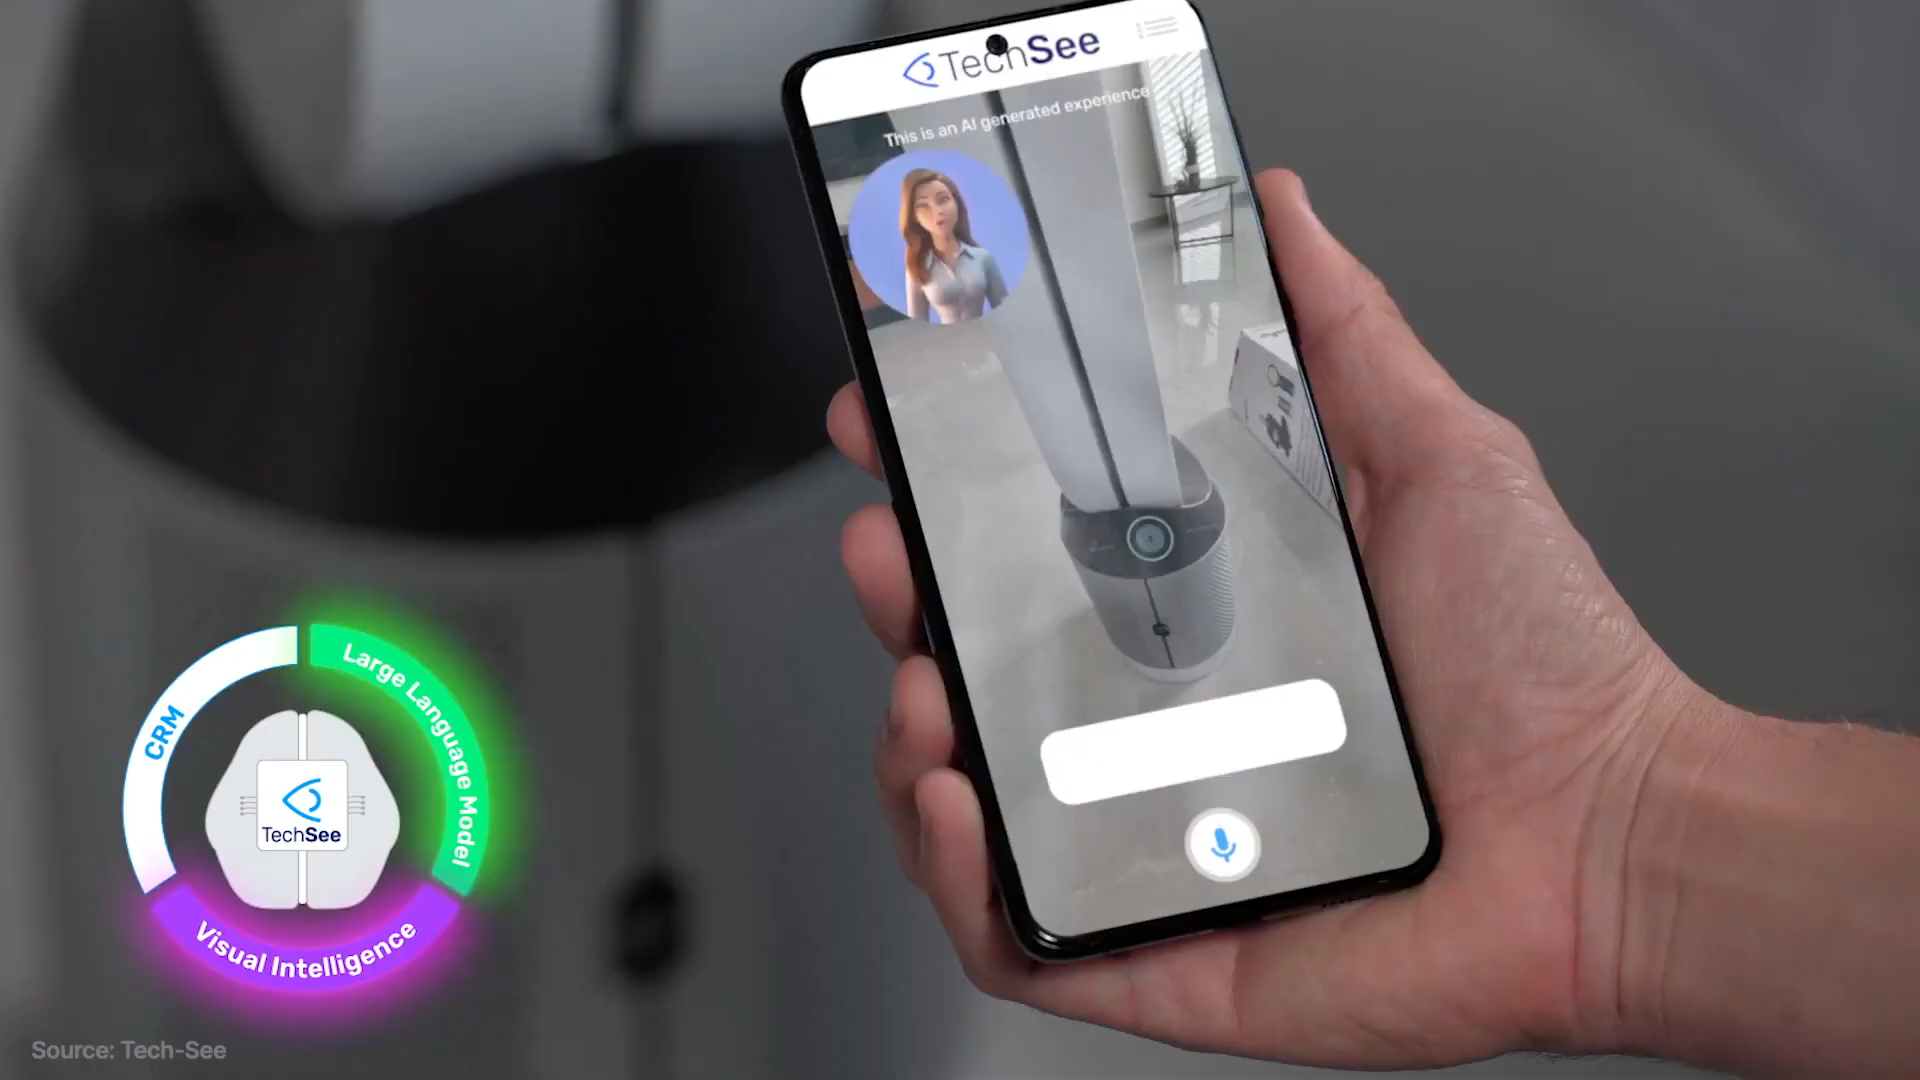 TechSee
This is an AI generated experience
CRM
Large Language Model
TechSee
Visual Intelligence
Source: Tech-See